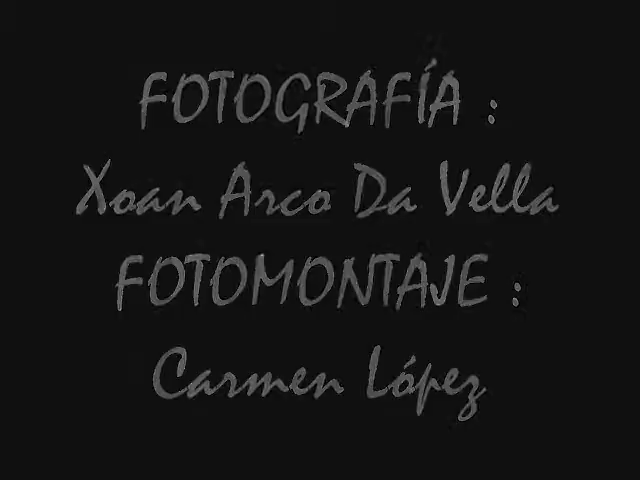 FOTOGRAFÍA :
Xoan Arco Da Vella
FOTOMONTAJE :
Carmen López